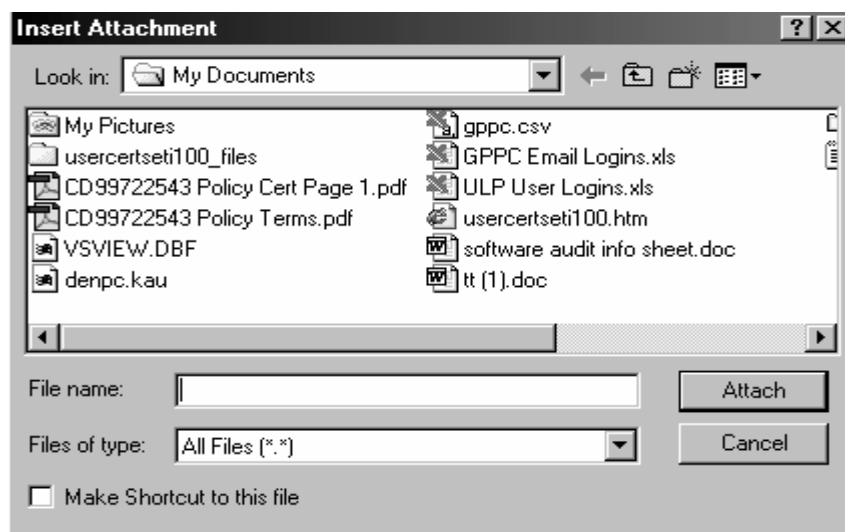 Insert Attachment
Look in: My Documents
My Pictures
usercertseti100_files
CD99722543 Policy Cert Page 1.pdf
CD99722543 Policy Terms.pdf
VSVIEW.DBF
denpc.kau
gppc.csv
GPPC Email Logins.xls
ULP User Logins.xls
usercertseti100.htm
software audit info sheet.doc
tt (1).doc
File name:
Attach
Files of type: All Files (*.*)
Cancel
Make Shortcut to this file